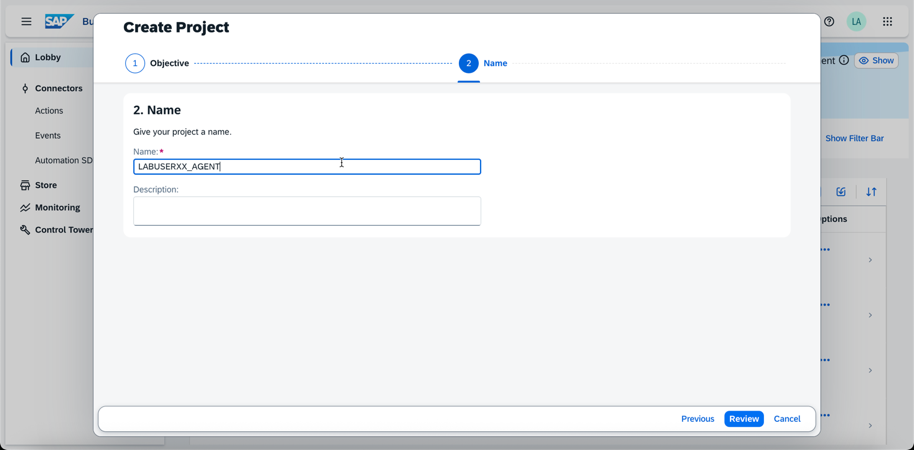 Create Project
SAP
Bu
LA
1 Objective
2 Name
Lobby
ent
Show
Connectors
Actions
Events
Automation SD
Store
Monitoring
Control Tower
2. Name
Give your project a name.
Name:*
LABUSERXX_AGENT
Description:
Show Filter Bar
ptions
Previous
Review
Cancel